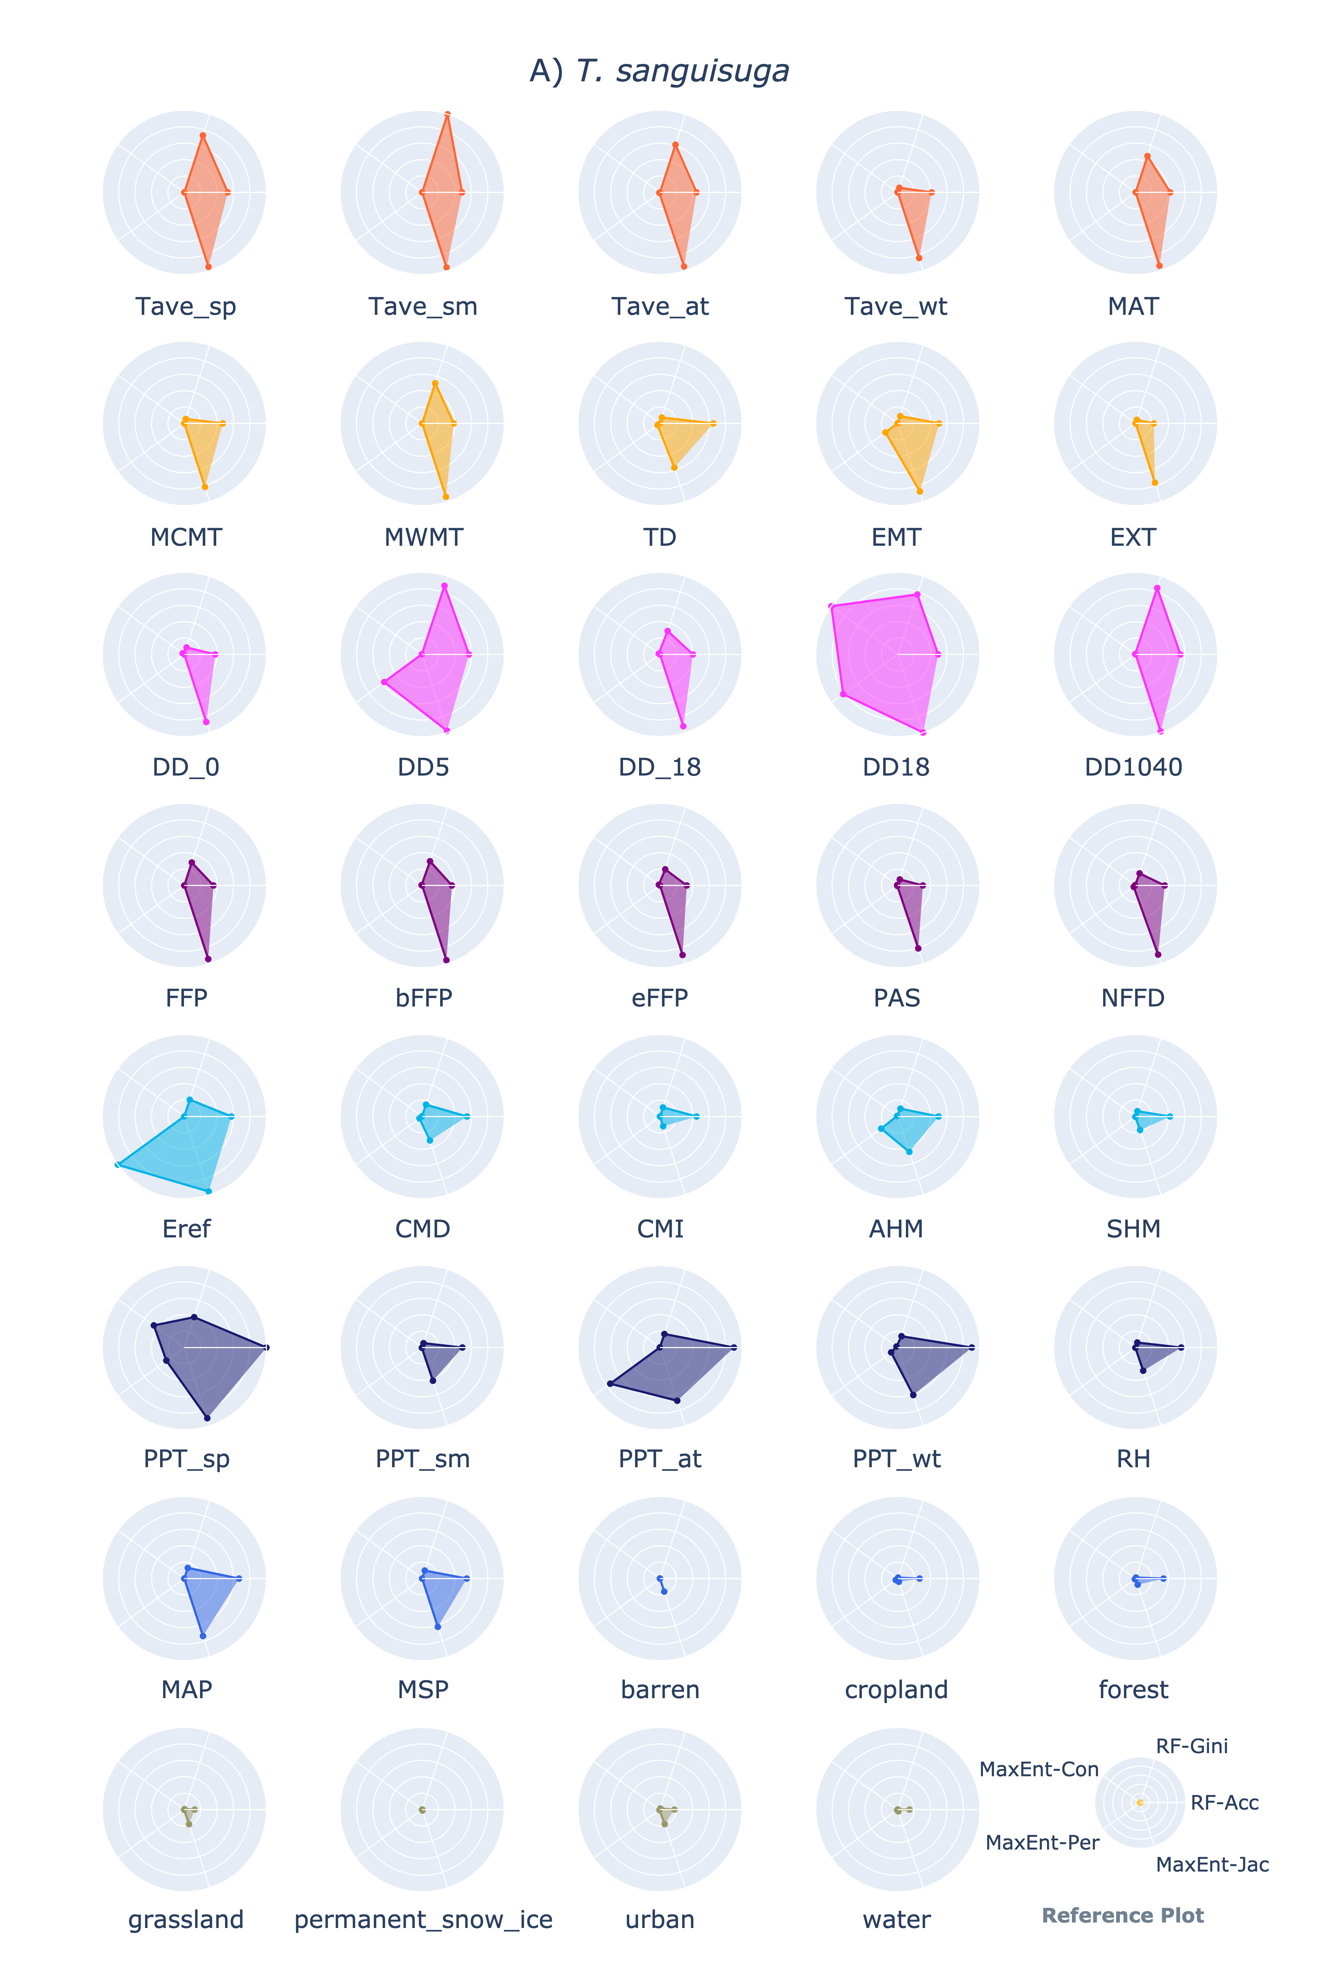 A) T. sanguisuga
Tave_sp Tave_sm Tave_at Tave_wt MAT
MCMT MWMT TD EMT EXT
DD_0 DD5 DD_18 DD18 DD1040
FFP bFFP eFFP PAS NFFD
Eref CMD CMI AHM SHM
PPT_sp PPT_sm PPT_at PPT_wt RH
MAP MSP barren cropland forest
RF-Gini
MaxEnt-Con
RF-Acc
MaxEnt-Per
MaxEnt-Jac
grassland permanent_snow_ice urban water Reference Plot